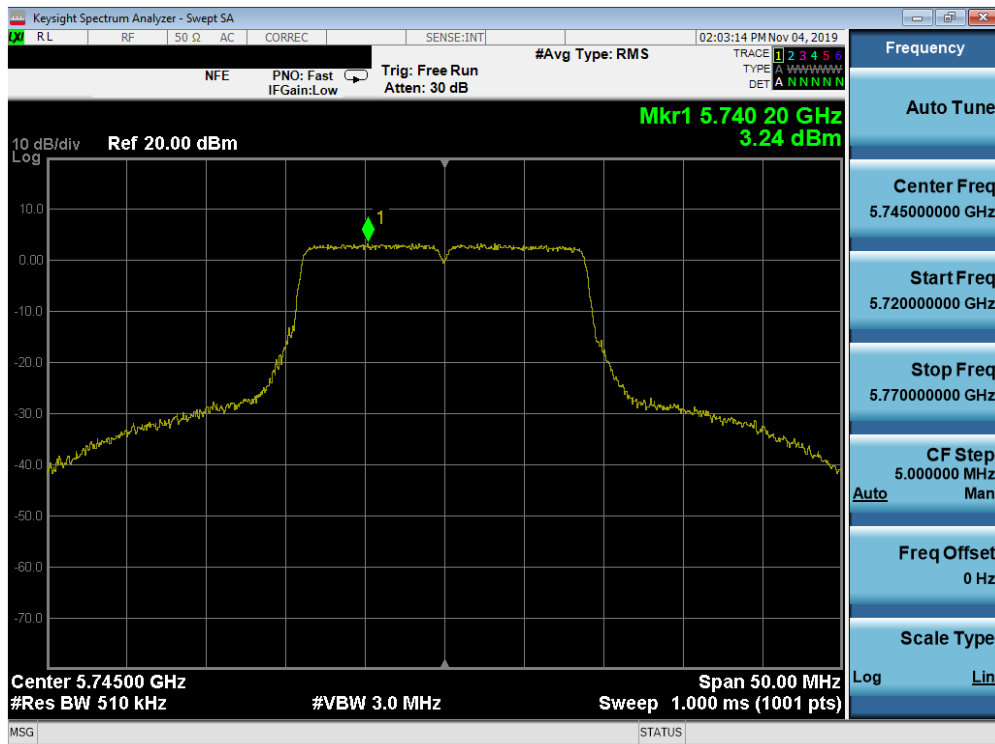 Keysight Spectrum Analyzer - Swept SA
LXI RL RF 50 Ω AC CORREC SENSE:INT 02:03:14 PM Nov 04, 2019
NFE PNO: Fast Trig: Free Run #Avg Type: RMS TRACE 1 2 3 4 5 6
IFGain:Low Atten: 30 dB TYPE A WWWWW
DET A N N N N N
Mkr1 5.740 20 GHz
3.24 dBm
10 dB/div Ref 20.00 dBm
Log
1
10.0
0.00
-10.0
-20.0
-30.0
-40.0
-50.0
-60.0
-70.0
Center 5.74500 GHz Span 50.00 MHz
#Res BW 510 kHz #VBW 3.0 MHz Sweep 1.000 ms (1001 pts)
MSG STATUS
Frequency
Auto Tune
Center Freq
5.745000000 GHz
Start Freq
5.720000000 GHz
Stop Freq
5.770000000 GHz
CF Step
5.000000 MHz
Auto Man
Freq Offset
0 Hz
Scale Type
Log Lin